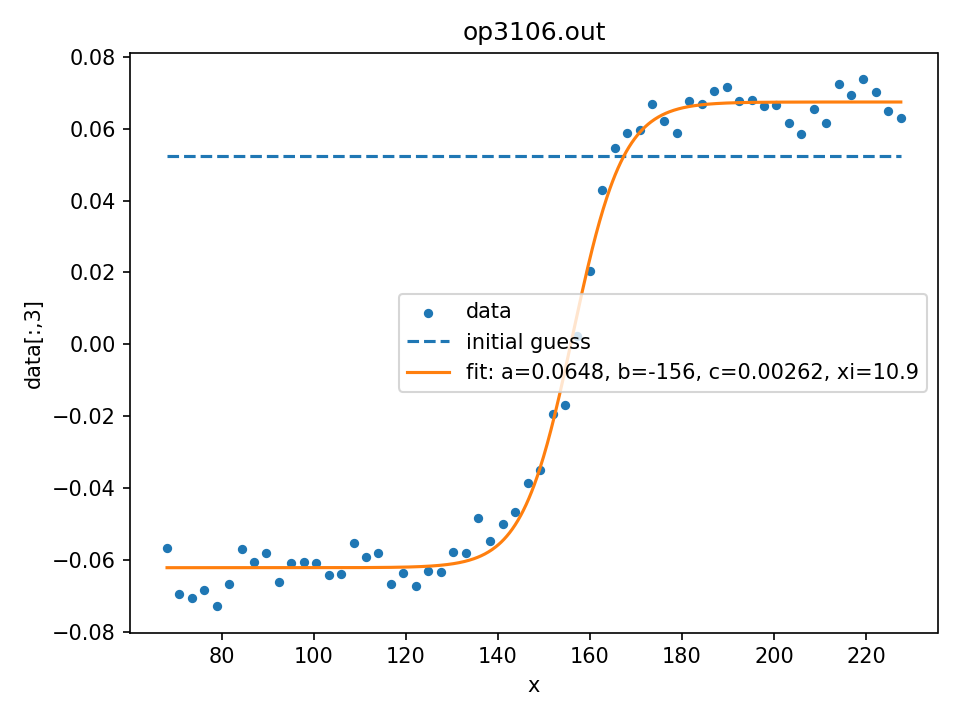 op3106.out
0.08
0.06
0.04
0.02
0.00
−0.02
−0.04
−0.06
−0.08
data[:,3]
data
initial guess
fit: a=0.0648, b=-156, c=0.00262, xi=10.9
80 100 120 140 160 180 200 220
x